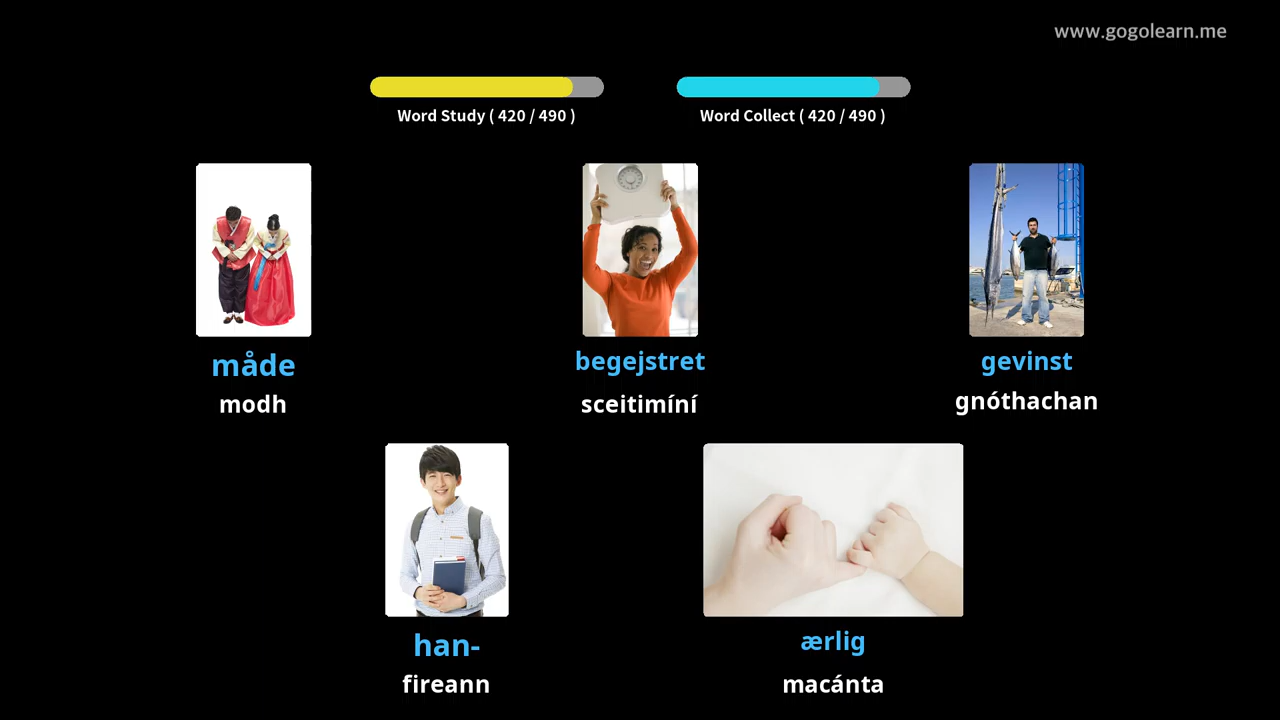 www.gogolearn.me
Word Study ( 420 / 490 )
Word Collect ( 420 / 490 )
måde
modh
begejstret
sceitimíní
gevinst
gnóthachan
han-
fireann
ærlig
macánta